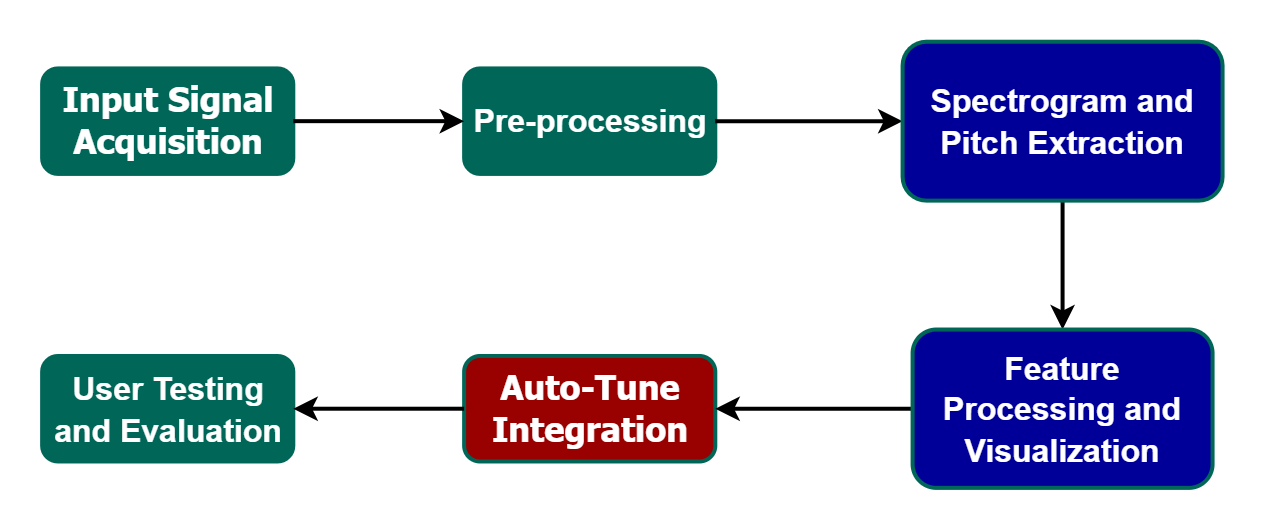 Input Signal
Acquisition
Pre-processing
Spectrogram and
Pitch Extraction
Feature
Processing and
Visualization
Auto-Tune
Integration
User Testing
and Evaluation